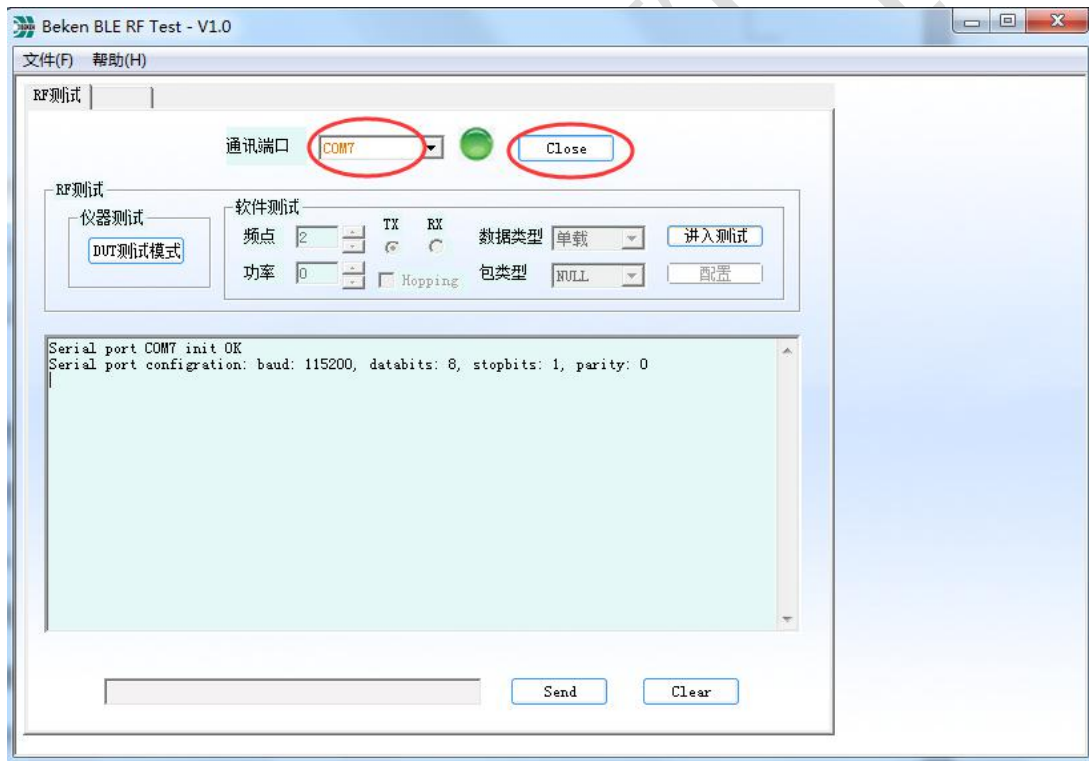 Beken BLE RF Test - V1.0
文件(F) 帮助(H)
RF测试
通讯端口 COM7 Close
RF测试
仪器测试
DUT测试模式
软件测试
频点 2 TX RX 数据类型 单载 进入测试
功率 0 Hopping 包类型 NULL 配置
Serial port COM7 init OK
Serial port configration: baud: 115200, databits: 8, stopbits: 1, parity: 0
Send Clear